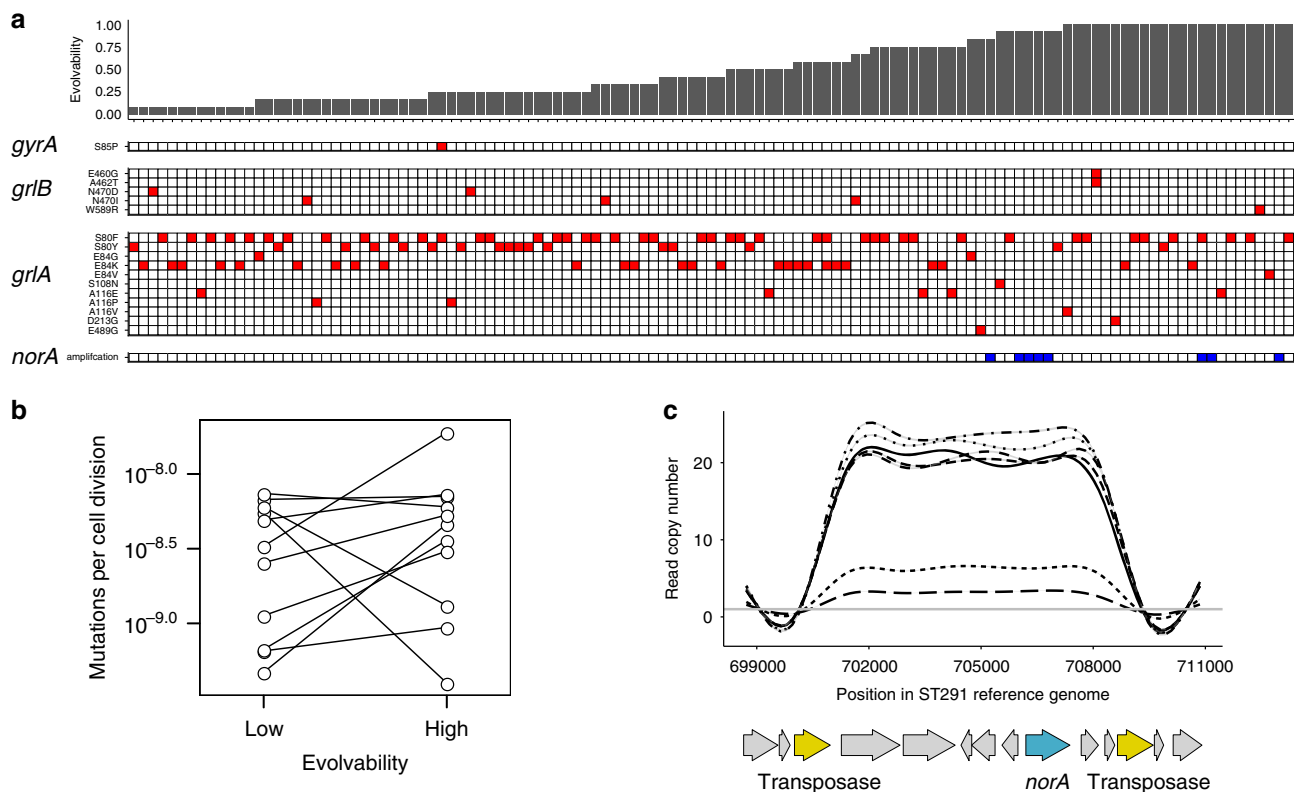 a
Evolvability
1.00
0.75
0.50
0.25
0.00
gyrA
S85P
grlB
E460G
A462T
N470D
N470I
W589R
grlA
S80F
S80Y
E84G
E84K
E84V
S108N
A116E
A116P
A116V
D213G
E489G
norA
amplifcation
b
Mutations per cell division
10−8.0
10−8.5
10−9.0
Low High
Evolvability
c
Read copy number
20
10
0
699000 702000 705000 708000 711000
Position in ST291 reference genome
Transposase norA Transposase